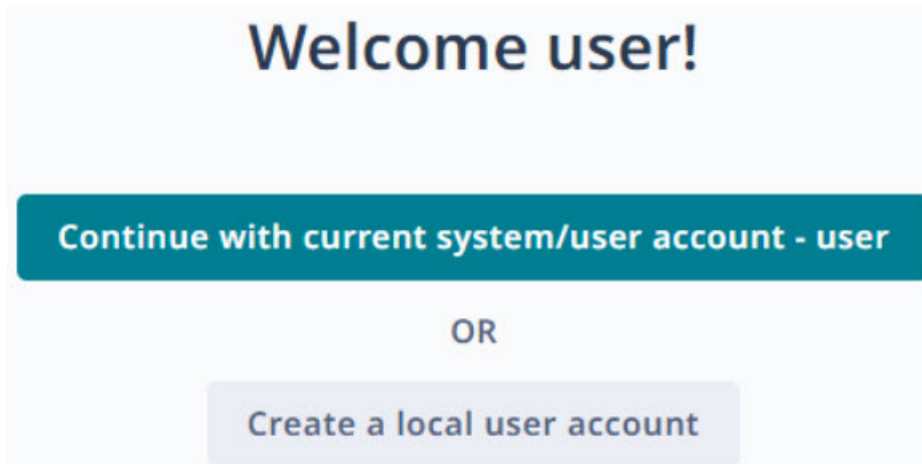 Welcome user!
Continue with current system/user account - user
OR
Create a local user account